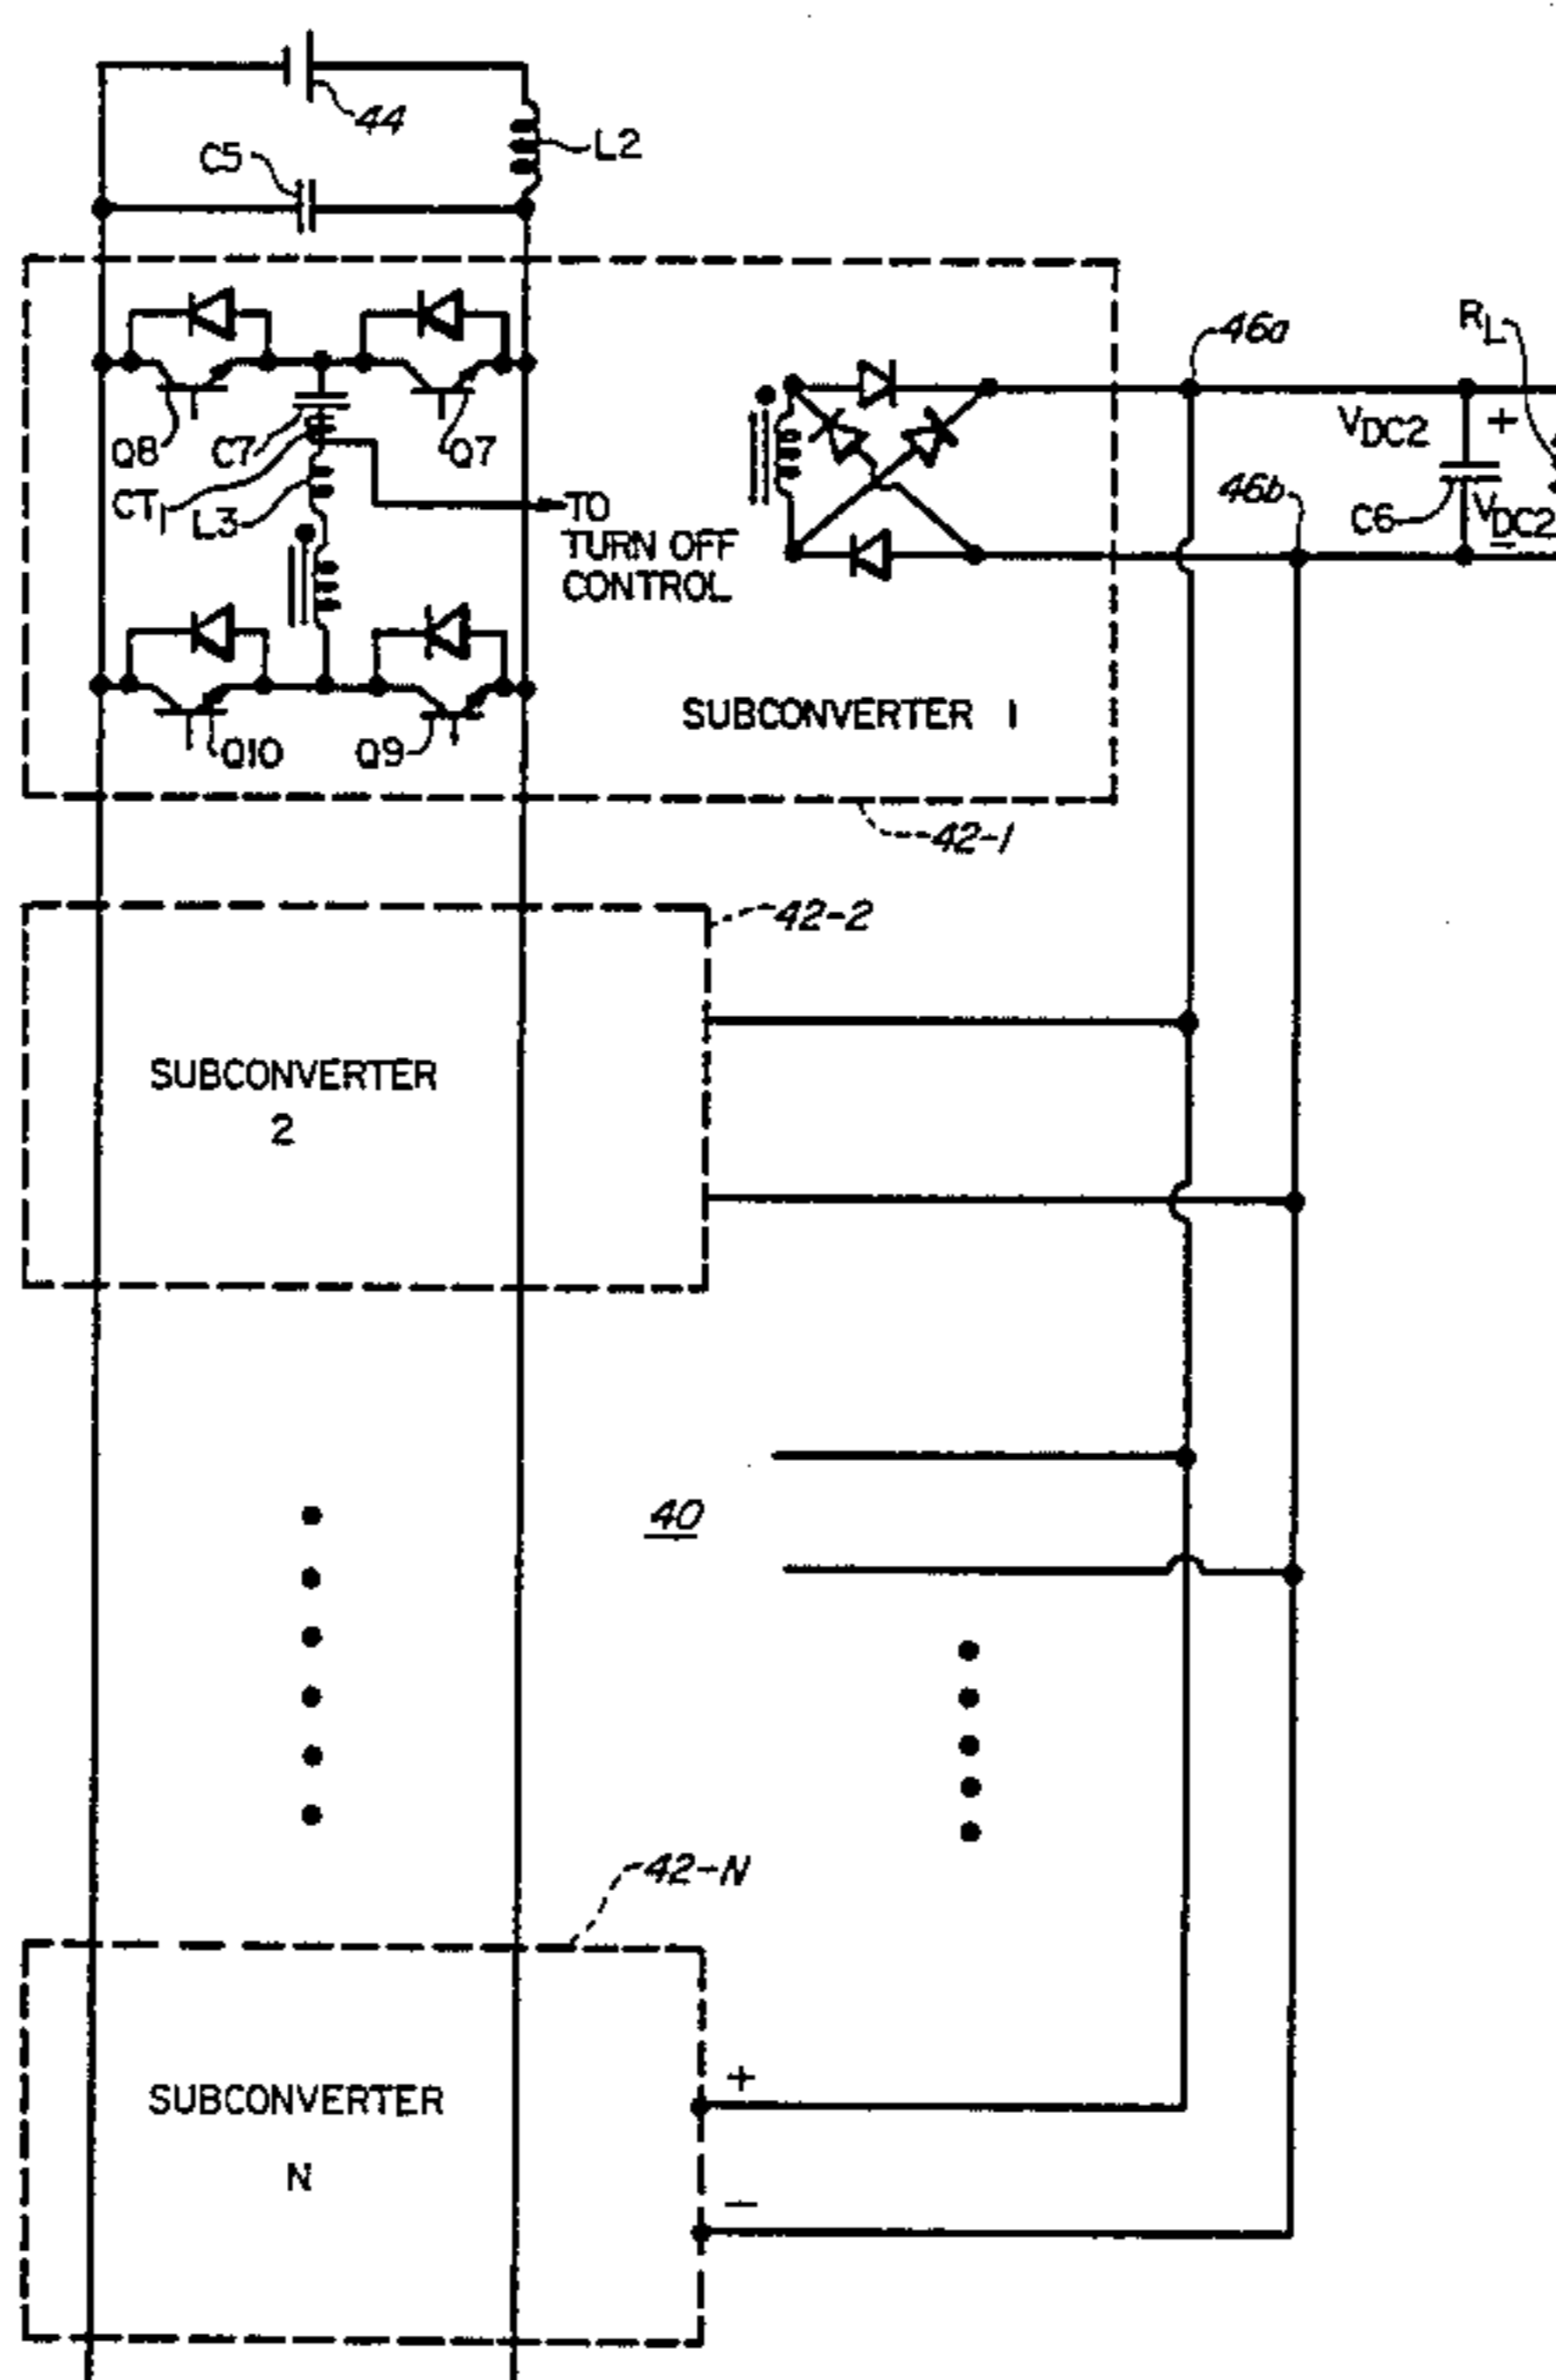 44
L2
C5
46a
RL
Q8
C7
Q7
VDC2
+
CT1
L3
TO
TURN OFF
CONTROL
46b
C6
VDC2
-
SUBCONVERTER 1
Q10
Q9
42-1
42-2
SUBCONVERTER
2
40
42-N
SUBCONVERTER
N
+
-